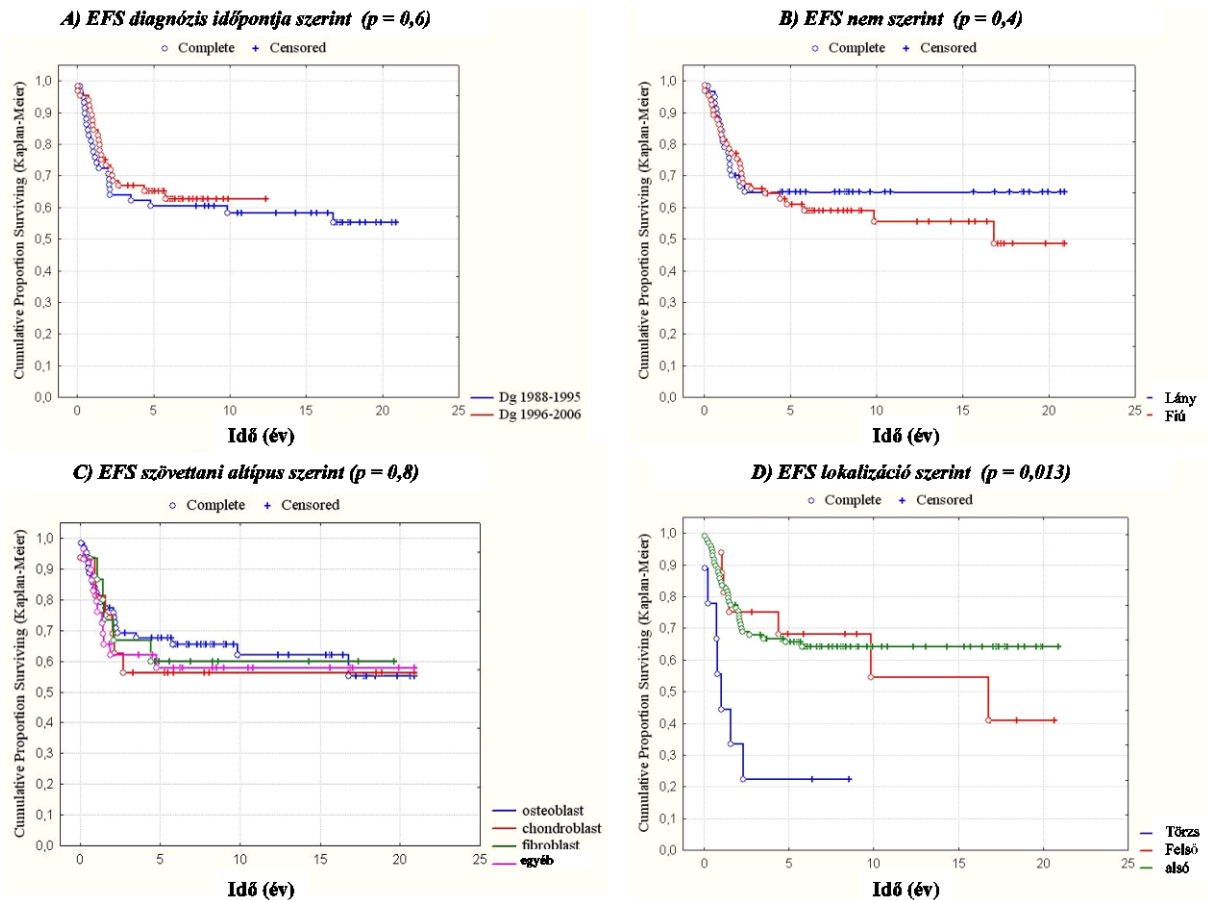 A) EFS diagnózis időpontja szerint (p = 0,6)
Complete Censored
Cumulative Proportion Surviving (Kaplan-Meier)
1,0
0,9
0,8
0,7
0,6
0,5
0,4
0,3
0,2
0,1
0,0
0 5 10 15 20 25
Idő (év)
Dg 1988-1995
Dg 1996-2006
B) EFS nem szerint (p = 0,4)
Complete Censored
Cumulative Proportion Surviving (Kaplan-Meier)
1,0
0,9
0,8
0,7
0,6
0,5
0,4
0,3
0,2
0,1
0,0
0 5 10 15 20 25
Idő (év)
Lány
Fiú
C) EFS szövettani altípus szerint (p = 0,8)
Complete Censored
Cumulative Proportion Surviving (Kaplan-Meier)
1,0
0,9
0,8
0,7
0,6
0,5
0,4
0,3
0,2
0,1
0,0
0 5 10 15 20 25
Idő (év)
osteoblast
chondroblast
fibroblast
egyéb
D) EFS lokalizáció szerint (p = 0,013)
Complete Censored
Cumulative Proportion Surviving (Kaplan-Meier)
1,0
0,9
0,8
0,7
0,6
0,5
0,4
0,3
0,2
0,1
0,0
0 5 10 15 20 25
Idő (év)
Törzs
Felső
alsó